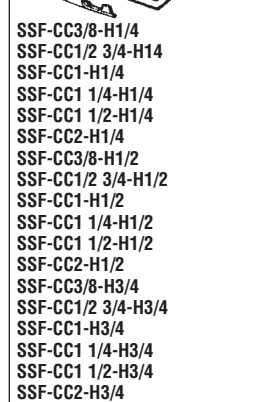 SSF-CC3/8-H1/4
SSF-CC1/2 3/4-H14
SSF-CC1-H1/4
SSF-CC1 1/4-H1/4
SSF-CC1 1/2-H1/4
SSF-CC2-H1/4
SSF-CC3/8-H1/2
SSF-CC1/2 3/4-H1/2
SSF-CC1-H1/2
SSF-CC1 1/4-H1/2
SSF-CC1 1/2-H1/2
SSF-CC2-H1/2
SSF-CC3/8-H3/4
SSF-CC1/2 3/4-H3/4
SSF-CC1-H3/4
SSF-CC1 1/4-H3/4
SSF-CC1 1/2-H3/4
SSF-CC2-H3/4